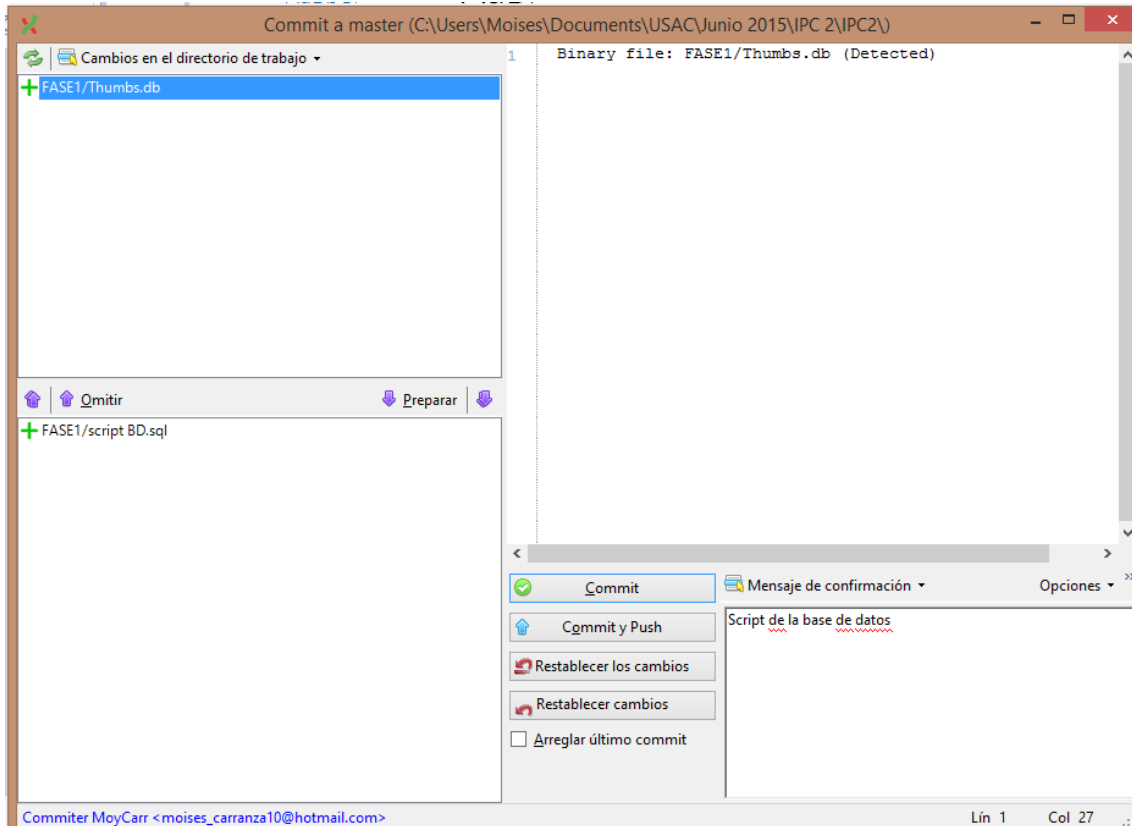 Commit a master (C:\Users\Moises\Documents\USAC\Junio 2015\IPC 2\IPC2\)
Cambios en el directorio de trabajo
FASE1/Thumbs.db
1 Binary file: FASE1/Thumbs.db (Detected)
Omitir
Preparar
FASE1/script BD.sql
Commit
Commit y Push
Restablecer los cambios
Restablecer cambios
Arreglar último commit
Mensaje de confirmación
Opciones
Script de la base de datos
Commiter MoyCarr <moises_carranza10@hotmail.com>
Lín 1
Col 27